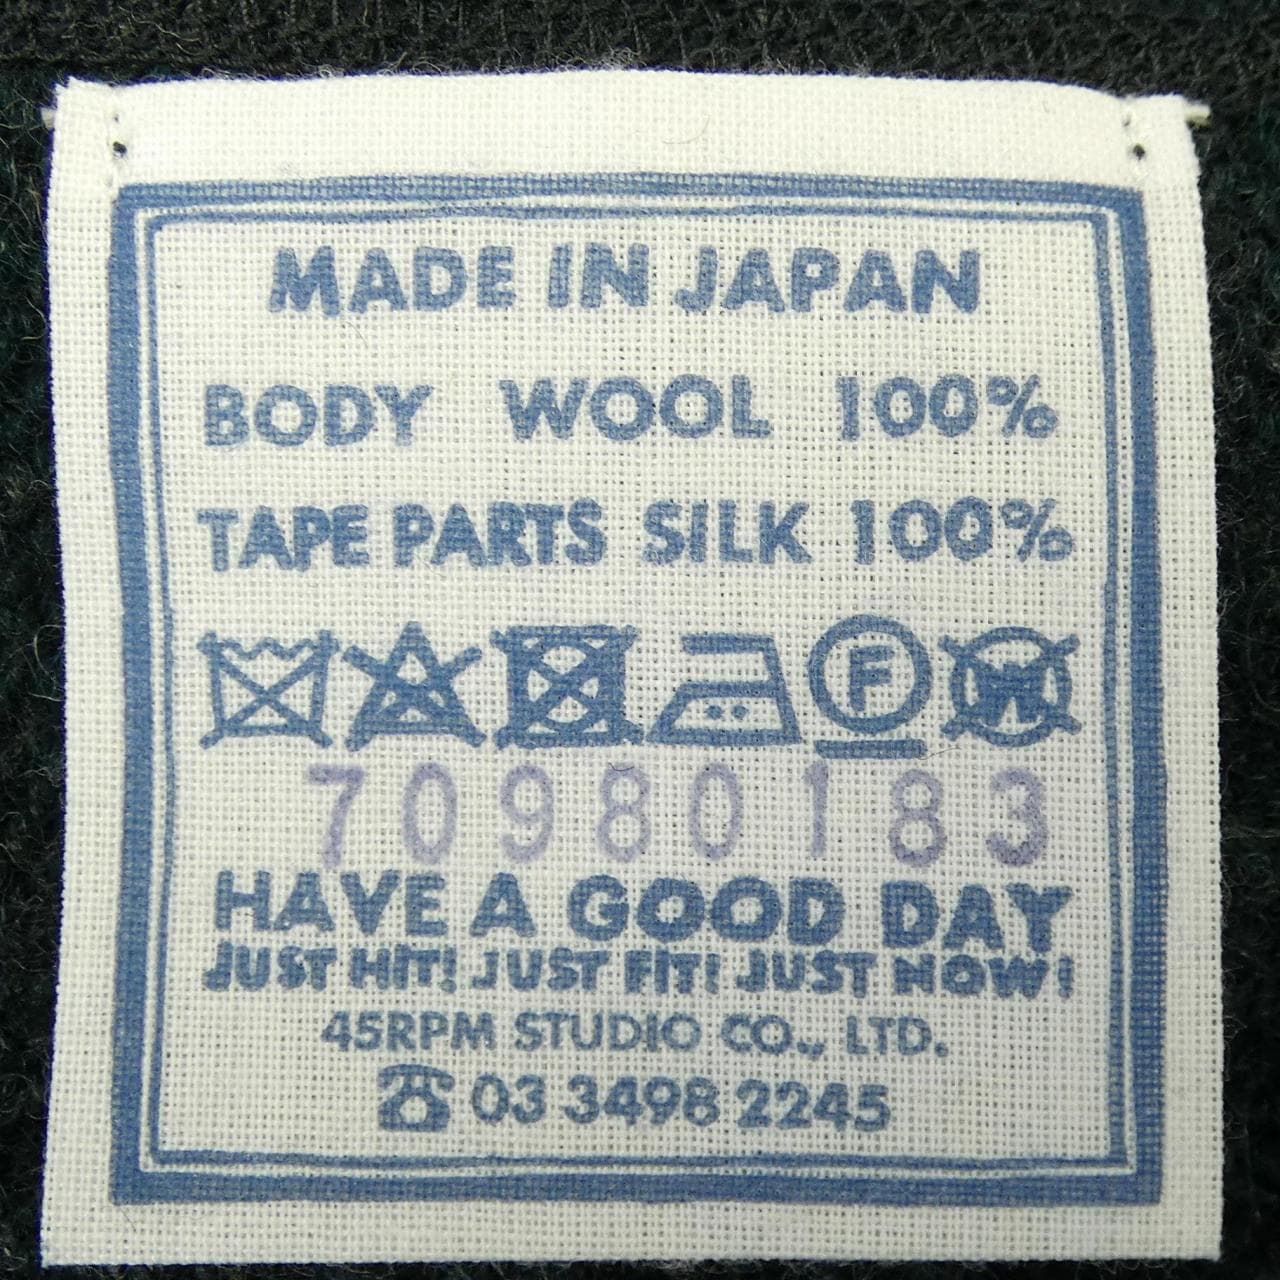 MADE IN JAPAN
BODY WOOL 100%
TAPE PARTS SILK 100%
F W
70980183
HAVE A GOOD DAY
JUST HIT! JUST FIT! JUST NOW!
45RPM STUDIO CO., LTD.
☎ 03 3498 2245